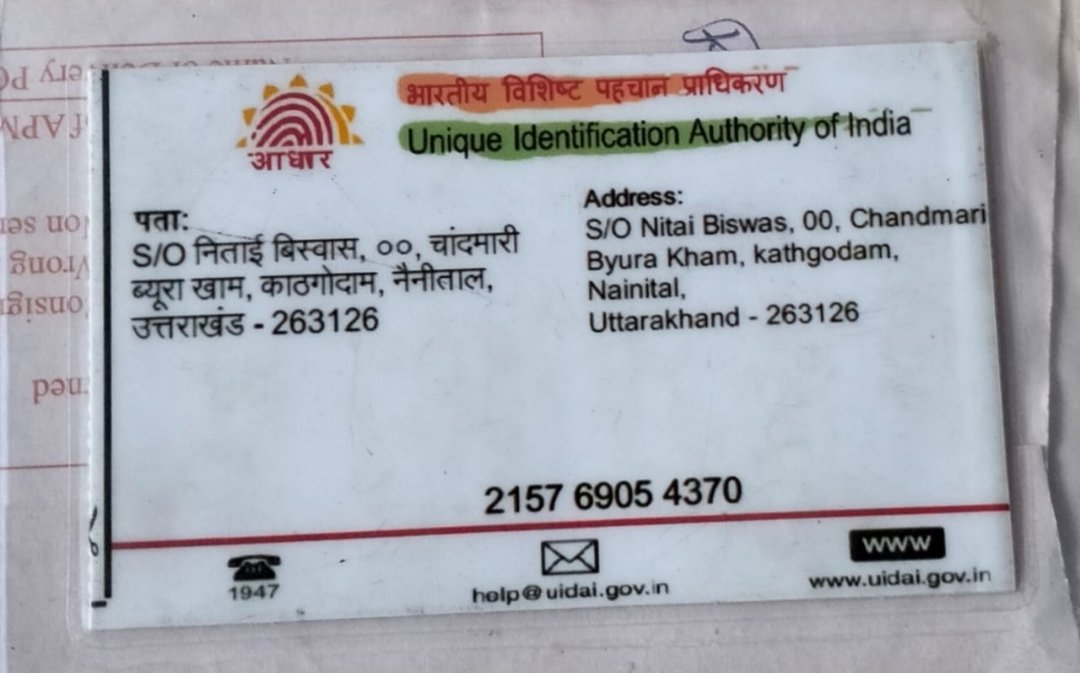 भारतीय विशिष्ट पहचान प्राधिकरण
Unique Identification Authority of India
आधार
पता:
S/O निताई बिस्वास, ००, चांदमारी
ब्यूरा खाम, काठगोदाम, नैनीताल,
उत्तराखंड - 263126
Address:
S/O Nitai Biswas, 00, Chandmari
Byura Kham, kathgodam,
Nainital,
Uttarakhand - 263126
2157 6905 4370
1947
help@uidai.gov.in
www
www.uidai.gov.in